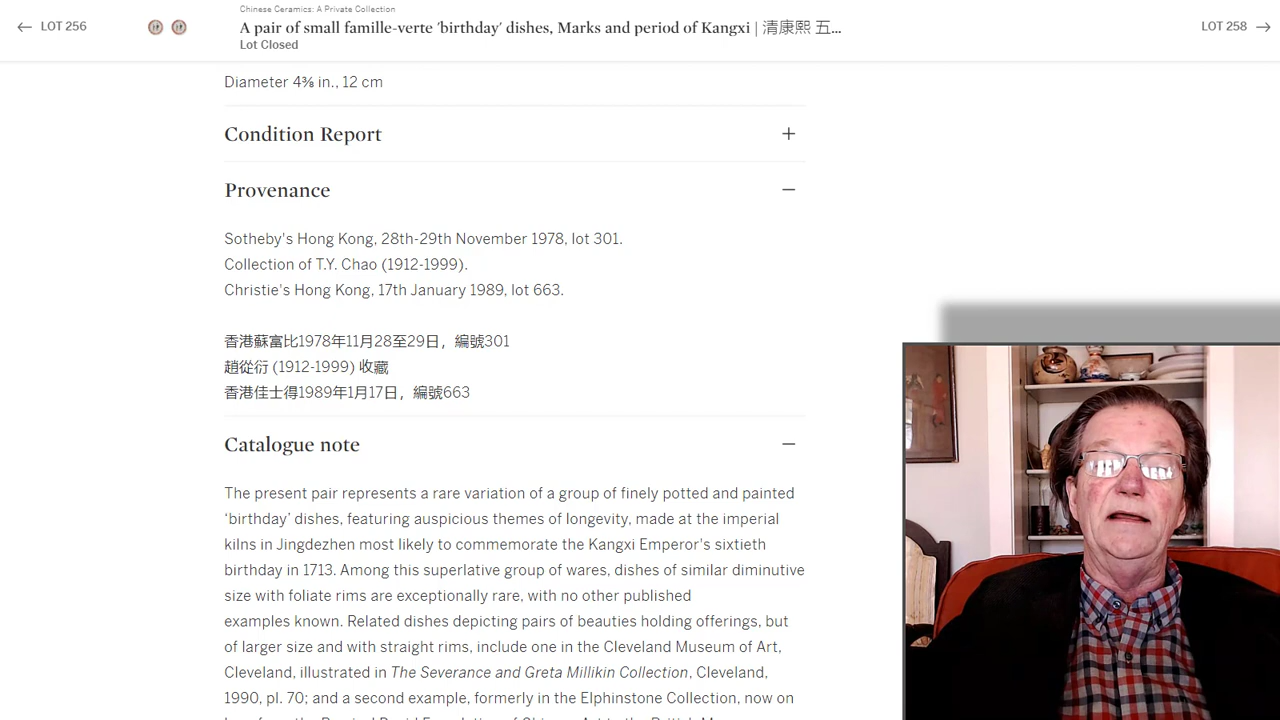 ← LOT 256
Chinese Ceramics: A Private Collection
A pair of small famille-verte 'birthday' dishes, Marks and period of Kangxi | 清康熙 五...
Lot Closed
LOT 258 →
Diameter 4⅜ in., 12 cm
Condition Report +
Provenance –
Sotheby's Hong Kong, 28th-29th November 1978, lot 301.
Collection of T.Y. Chao (1912-1999).
Christie's Hong Kong, 17th January 1989, lot 663.
香港蘇富比1978年11月28至29日，編號301
趙從衍 (1912-1999) 收藏
香港佳士得1989年1月17日，編號663
Catalogue note –
The present pair represents a rare variation of a group of finely potted and painted
‘birthday’ dishes, featuring auspicious themes of longevity, made at the imperial
kilns in Jingdezhen most likely to commemorate the Kangxi Emperor's sixtieth
birthday in 1713. Among this superlative group of wares, dishes of similar diminutive
size with foliate rims are exceptionally rare, with no other published
examples known. Related dishes depicting pairs of beauties holding offerings, but
of larger size and with straight rims, include one in the Cleveland Museum of Art,
Cleveland, illustrated in The Severance and Greta Millikin Collection, Cleveland,
1990, pl. 70; and a second example, formerly in the Elphinstone Collection, now on